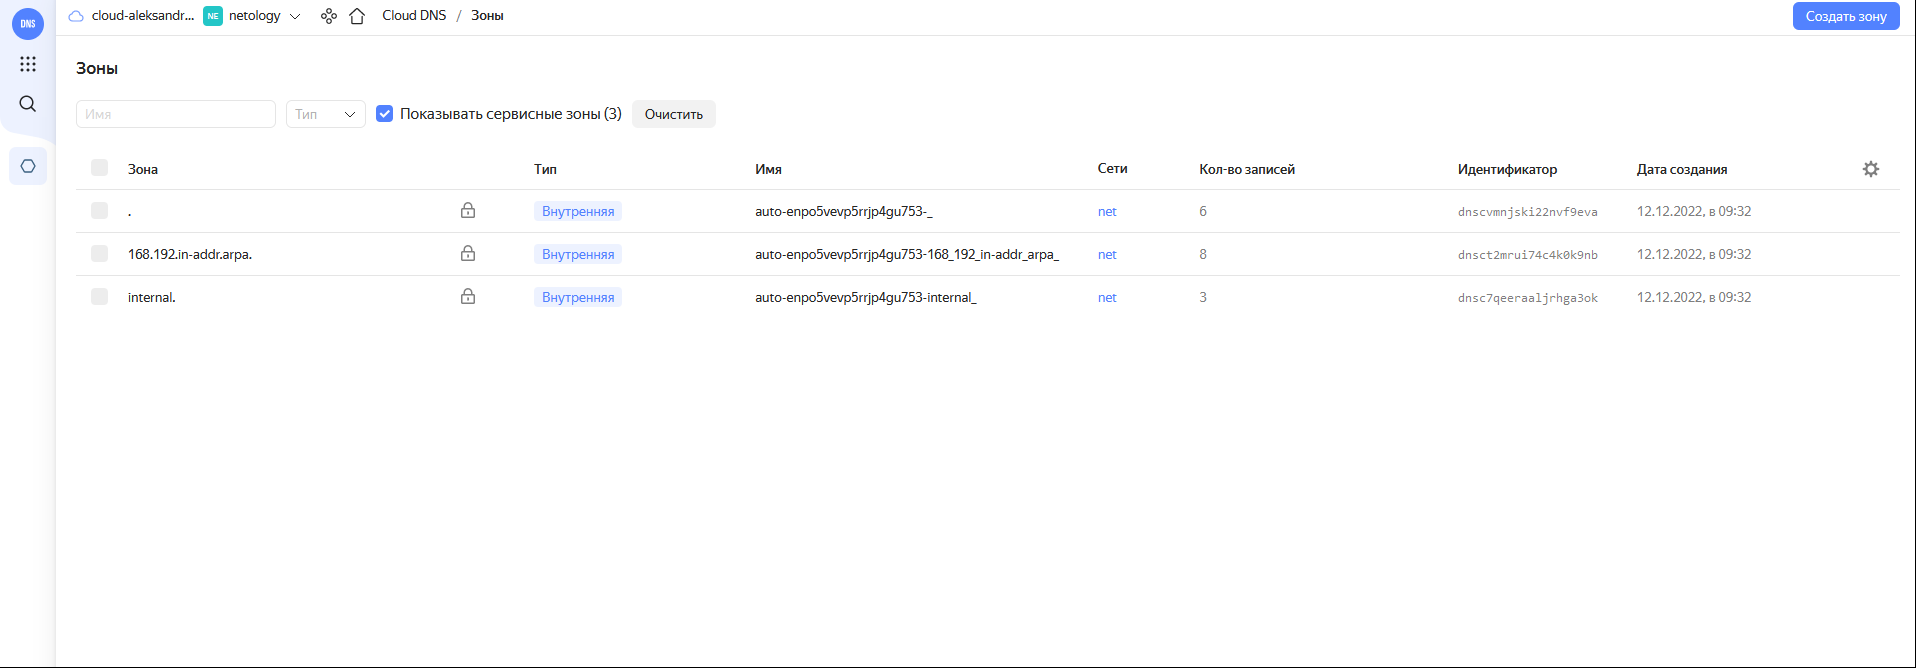 DNS
cloud-aleksandr... NE netology Cloud DNS / Зоны
Создать зону
Зоны
Имя Тип Показывать сервисные зоны (3) Очистить
Зона Тип Имя Сети Кол-во записей Идентификатор Дата создания
. Внутренняя auto-enpo5vevp5rrjp4gu753-_ net 6 dnscvmnjski22nvf9eva 12.12.2022, в 09:32
168.192.in-addr.arpa. Внутренняя auto-enpo5vevp5rrjp4gu753-168_192_in-addr_arpa_ net 8 dnsct2mrui74c4k0k9nb 12.12.2022, в 09:32
internal. Внутренняя auto-enpo5vevp5rrjp4gu753-internal_ net 3 dnsc7qeeraaljrhga3ok 12.12.2022, в 09:32